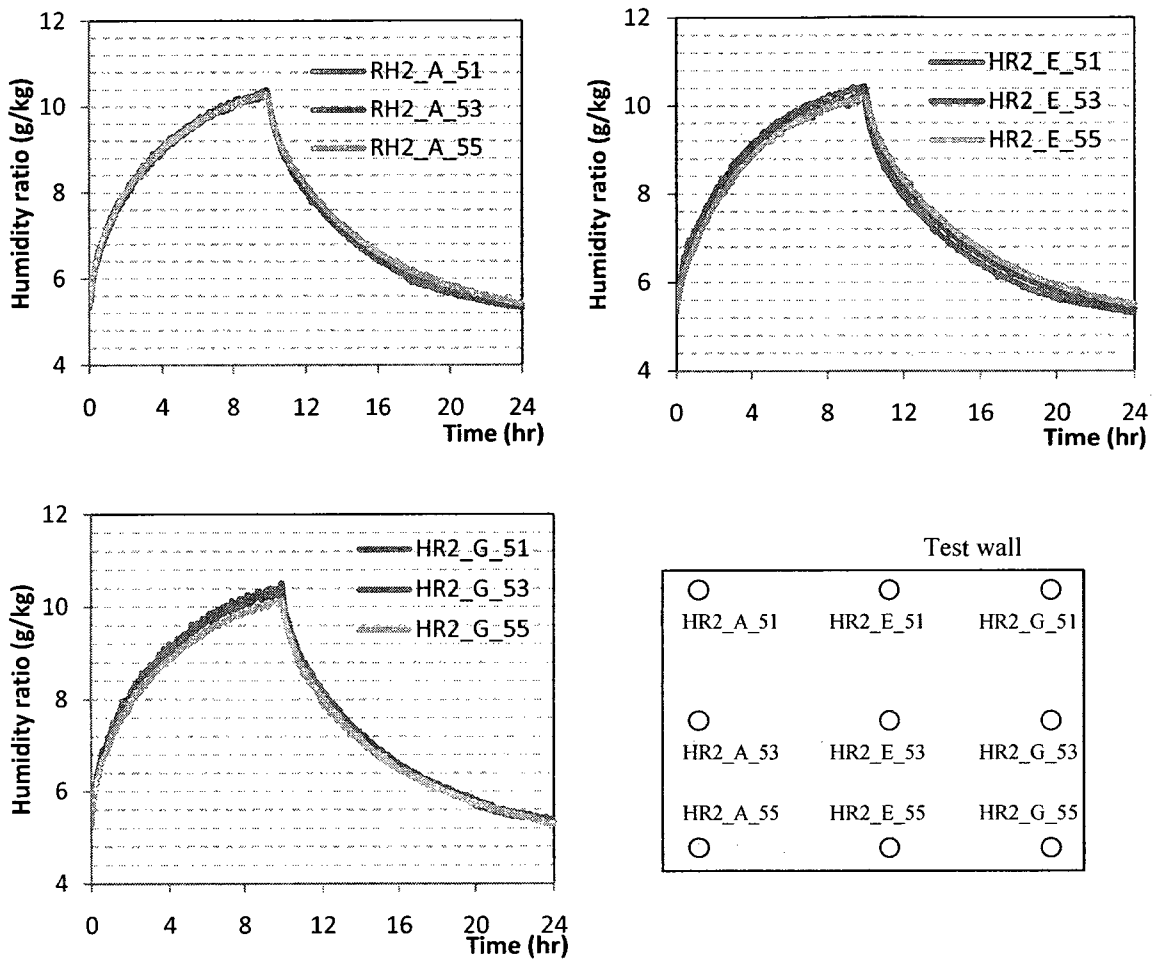 12
10
8
6
4
Humidity ratio (g/kg)
RH2_A_51
RH2_A_53
RH2_A_55
0 4 8 12 16 20 24
Time (hr)
12
10
8
6
4
Humidity ratio (g/kg)
HR2_E_51
HR2_E_53
HR2_E_55
0 4 8 12 16 20 24
Time (hr)
12
10
8
6
4
Humidity ratio (g/kg)
HR2_G_51
HR2_G_53
HR2_G_55
0 4 8 12 16 20 24
Time (hr)
Test wall
HR2_A_51 HR2_E_51 HR2_G_51
HR2_A_53 HR2_E_53 HR2_G_53
HR2_A_55 HR2_E_55 HR2_G_55